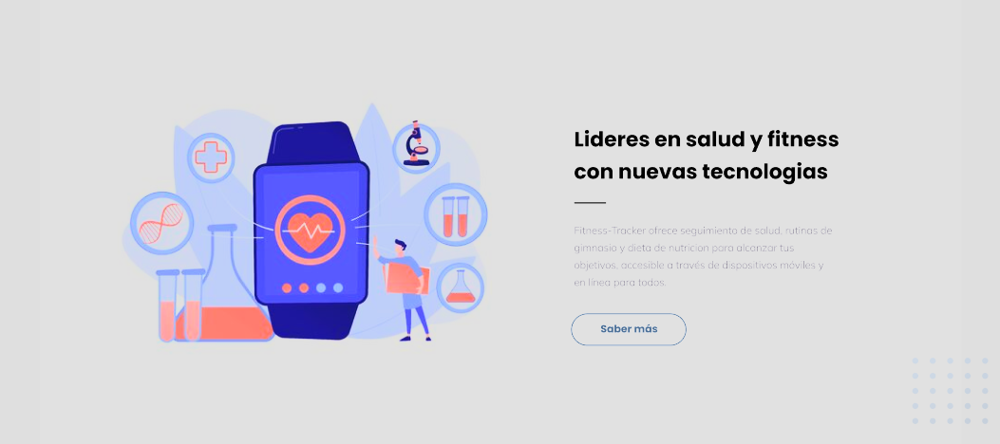 Lideres en salud y fitness
con nuevas tecnologias
Fitness-Tracker ofrece seguimiento de salud, rutinas de
gimnasio y dieta de nutricion para alcanzar tus
objetivos, accesible a través de dispositivos móviles y
en línea para todos.
Saber más